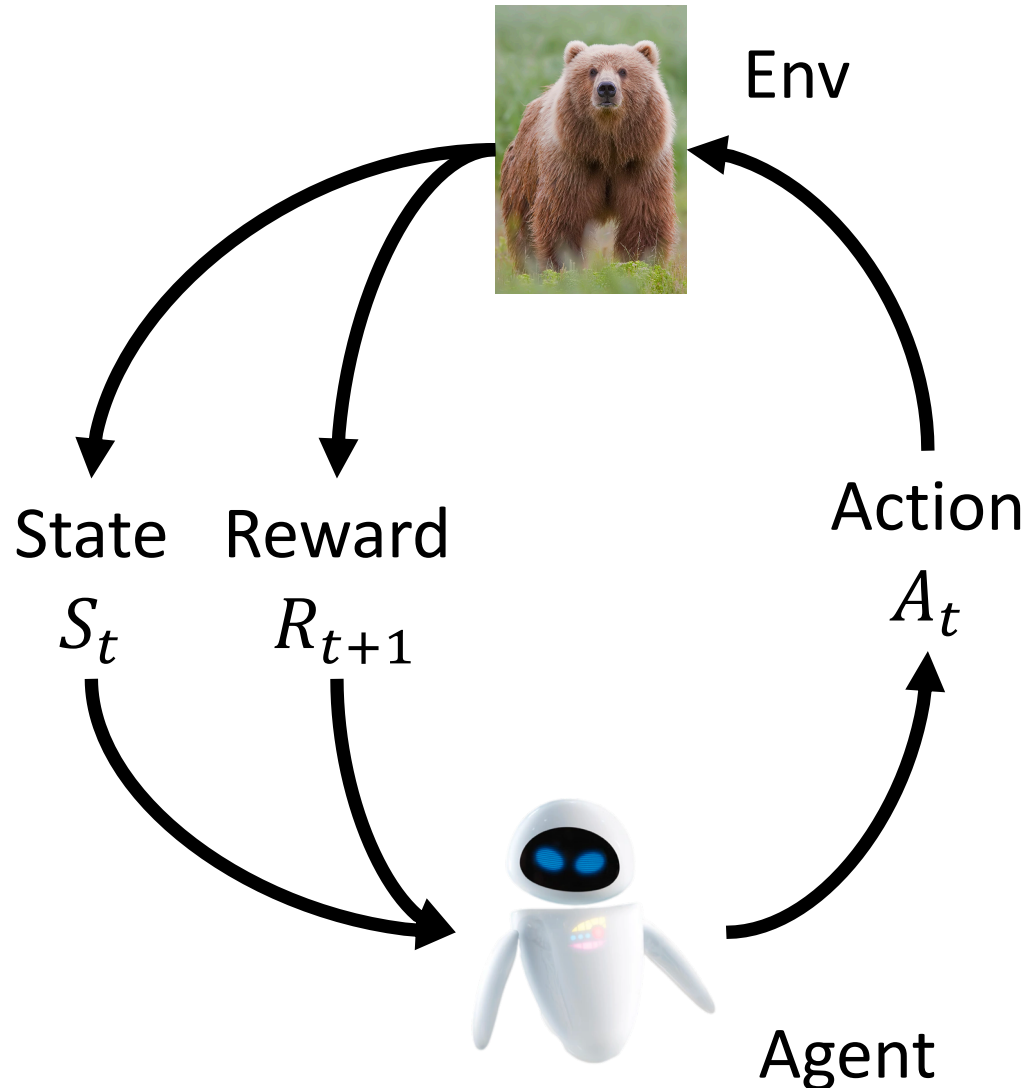 Env
State
Reward
Action
$S_t$
$R_{t+1}$
$A_t$
Agent